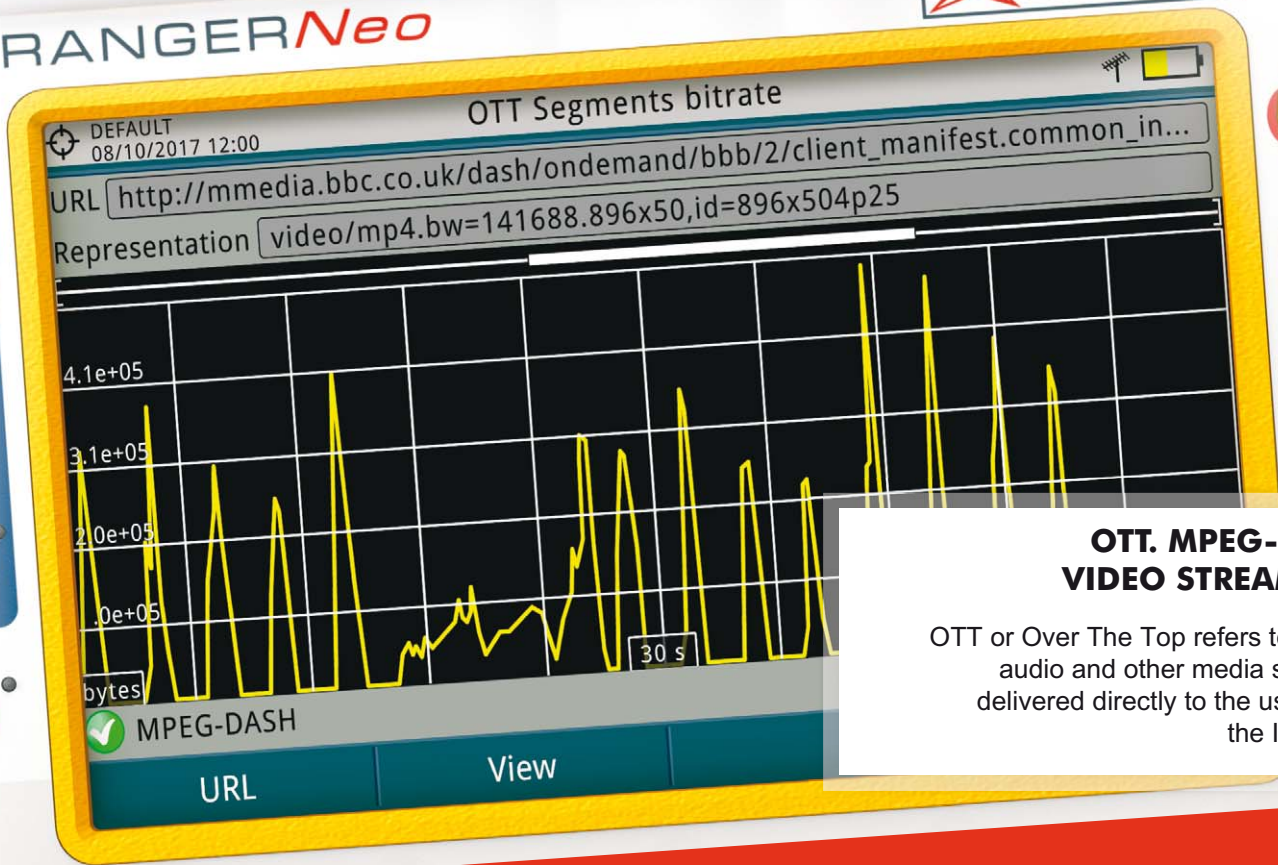 RANGERNeo
DEFAULT
08/10/2017 12:00
OTT Segments bitrate
URL http://mmedia.bbc.co.uk/dash/ondemand/bbb/2/client_manifest.common_in...
Representation video/mp4.bw=141688.896x50,id=896x504p25
4.1e+05
3.1e+05
2.0e+05
.0e+05
bytes
30 s
MPEG-DASH
URL
View
OTT. MPEG-
VIDEO STREAM
OTT or Over The Top refers to
audio and other media s
delivered directly to the us
the I